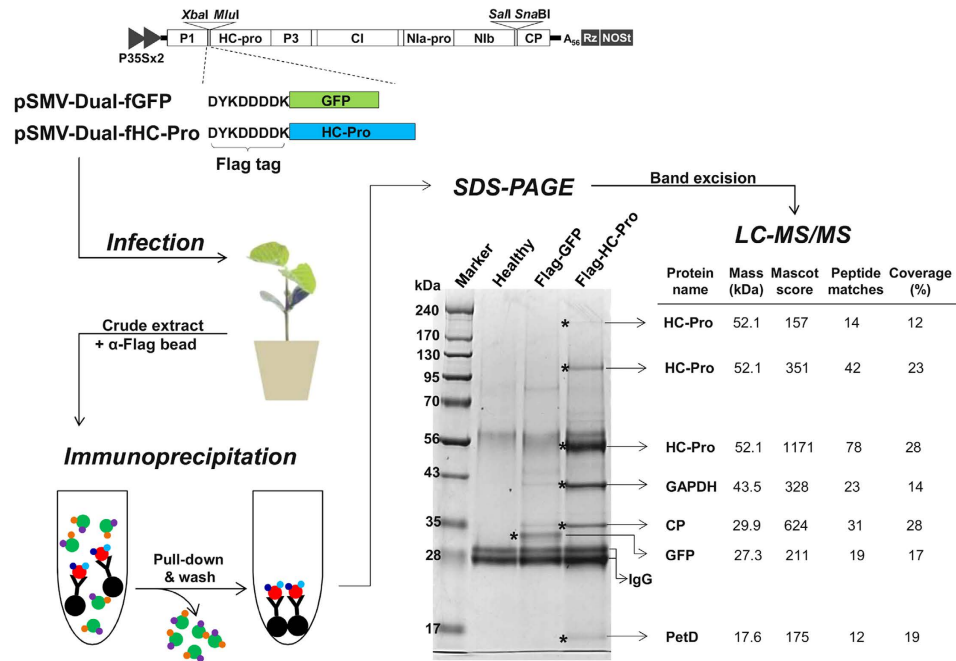 XbaI MluI
SalI SnaBI
P1 HC-pro P3 CI NIa-pro NIb CP A56 Rz NOSt
P35Sx2
pSMV-Dual-fGFP DYKDDDDK GFP
pSMV-Dual-fHC-Pro DYKDDDDK HC-Pro
Flag tag
Infection
Crude extract
+ α-Flag bead
Immunoprecipitation
Pull-down
& wash
SDS-PAGE
Band excision
LC-MS/MS
kDa Marker Healthy Flag-GFP Flag-HC-Pro
240
170
130
95
70
56
43
35
28
17
*
*
*
*
*
*
*
IgG
Protein Mass Mascot Peptide Coverage
name (kDa) score matches (%)
HC-Pro 52.1 157 14 12
HC-Pro 52.1 351 42 23
HC-Pro 52.1 1171 78 28
GAPDH 43.5 328 23 14
CP 29.9 624 31 28
GFP 27.3 211 19 17
PetD 17.6 175 12 19